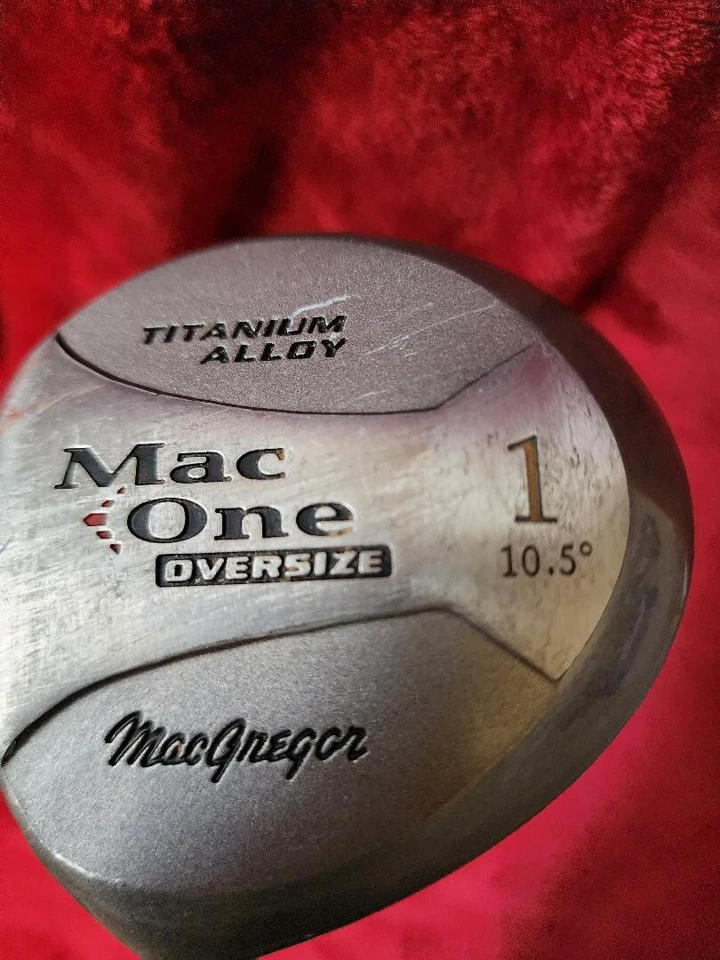 TITANIUM
ALLOY
Mac
One
OVERSIZE
1
10.5°
MacGregor